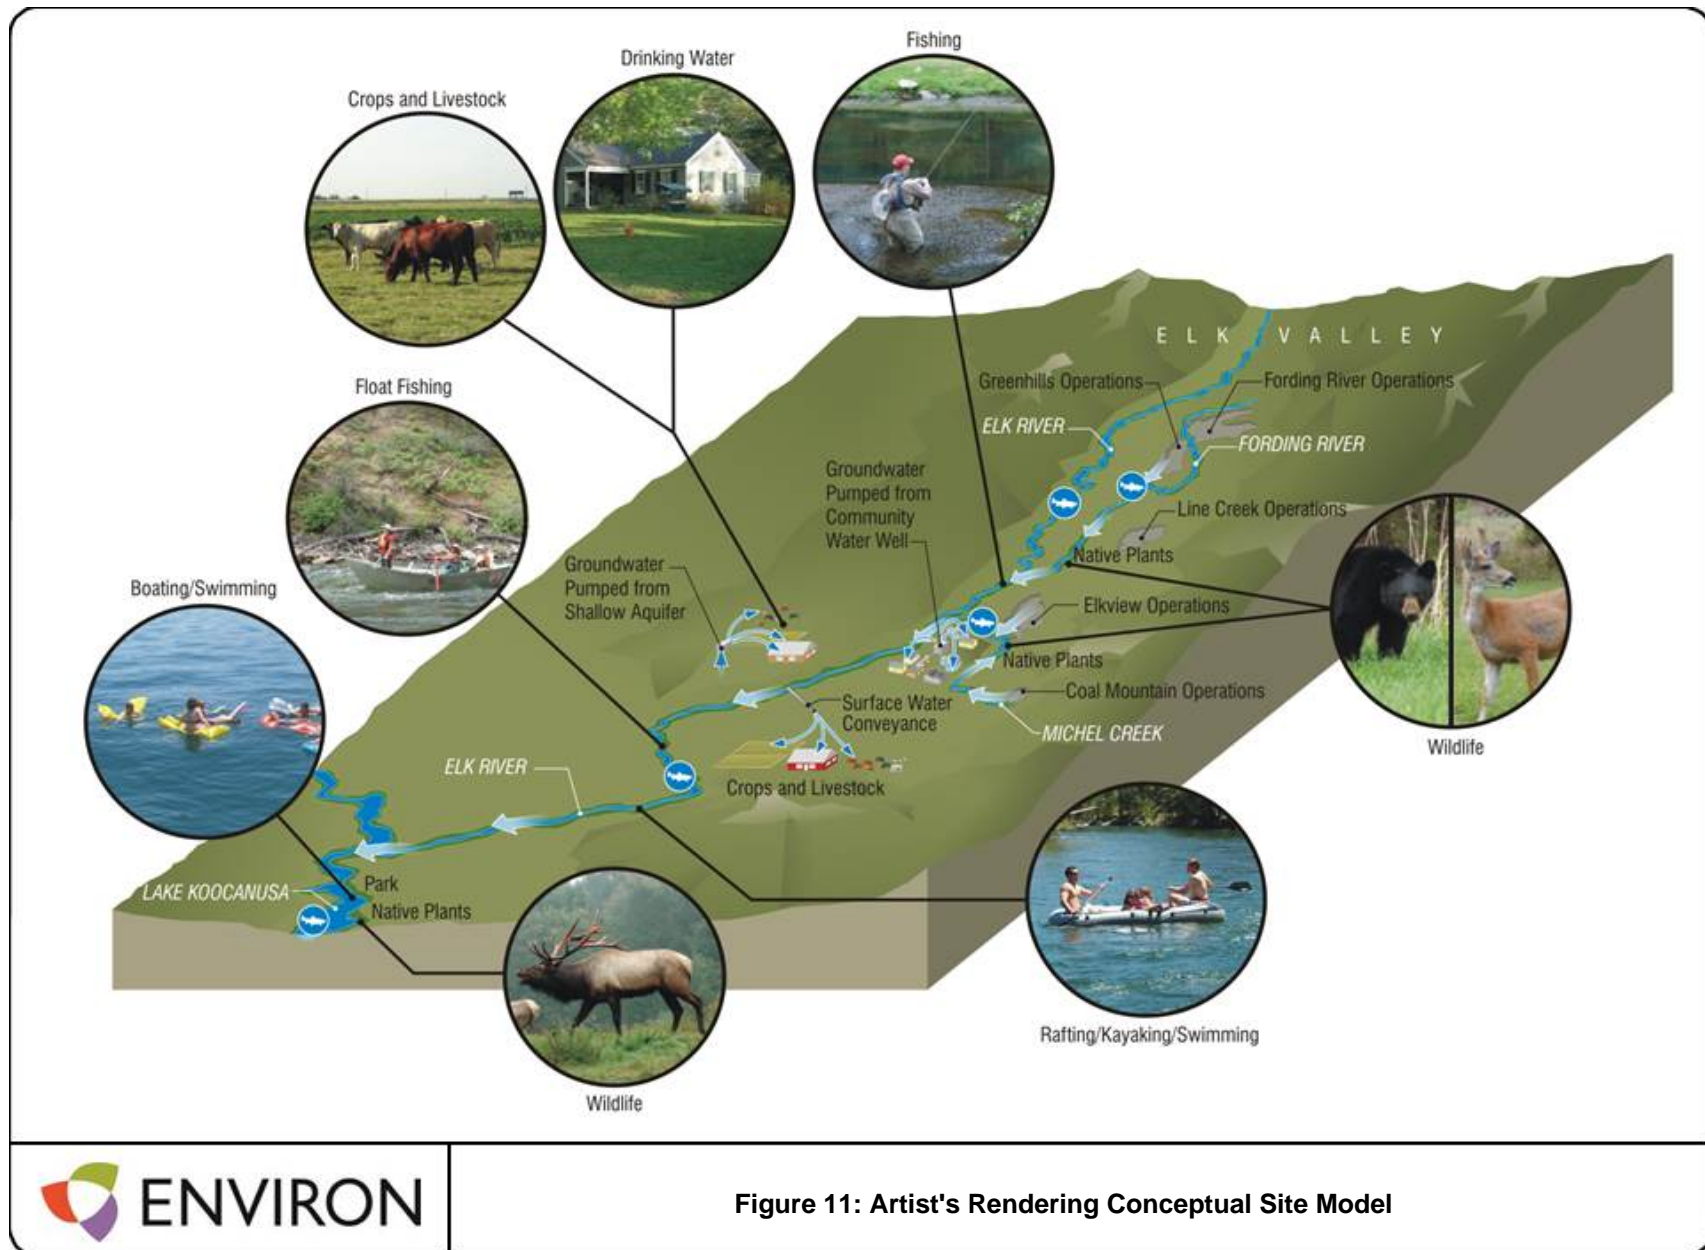 Fishing
Drinking Water
Crops and Livestock
ELK VALLEY
Greenhills Operations
Fording River Operations
Float Fishing
ELK RIVER
FORDING RIVER
Groundwater
Pumped from
Community
Water Well
Line Creek Operations
Native Plants
Groundwater
Pumped from
Shallow Aquifer
Boating/Swimming
Elkview Operations
Native Plants
Coal Mountain Operations
Surface Water
Conveyance
MICHEL CREEK
Wildlife
ELK RIVER
Crops and Livestock
Park
LAKE KOOCANUSA
Native Plants
Rafting/Kayaking/Swimming
Wildlife
ENVIRON
Figure 11: Artist's Rendering Conceptual Site Model